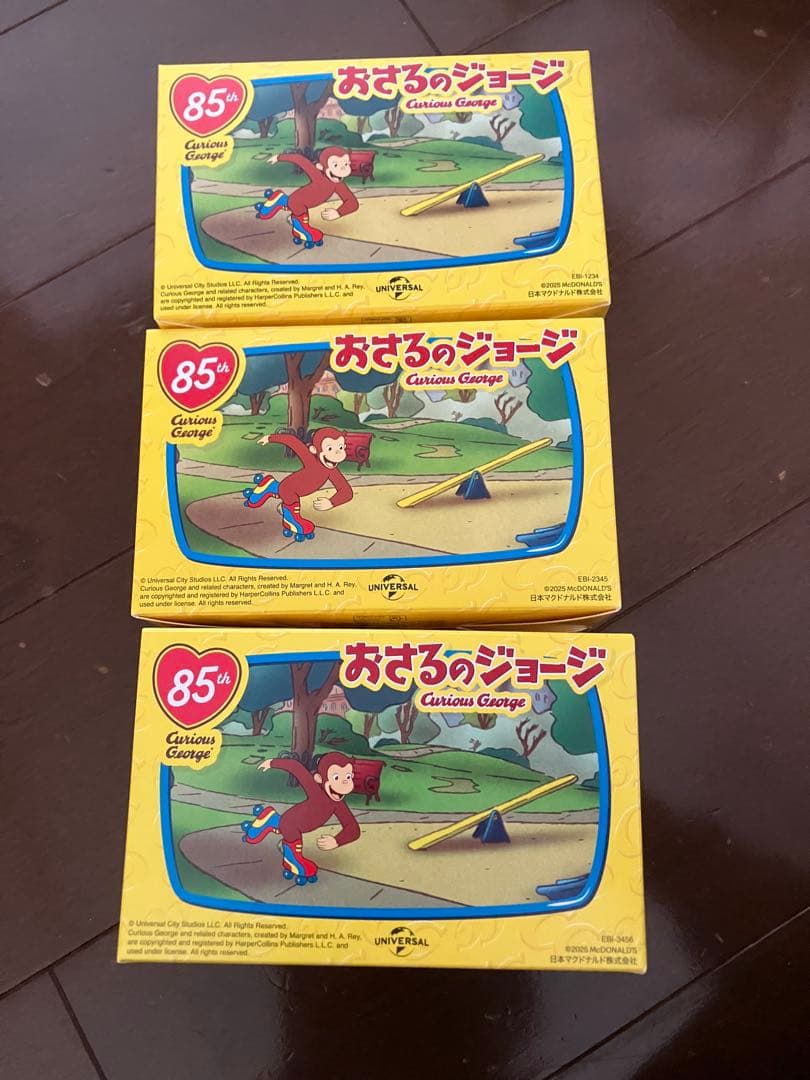 85th
Curious
George®
おさるのジョージ
Curious George
© Universal City Studios LLC. All Rights Reserved.
Curious George and related characters, created by Margret and H. A. Rey,
are copyrighted and registered by HarperCollins Publishers L.L.C. and
used under license. All rights reserved.
UNIVERSAL
EBI-1234
©2025 McDONALD'S
日本マクドナルド株式会社
85th
Curious
George®
おさるのジョージ
Curious George
© Universal City Studios LLC. All Rights Reserved.
Curious George and related characters, created by Margret and H. A. Rey,
are copyrighted and registered by HarperCollins Publishers L.L.C. and
used under license. All rights reserved.
UNIVERSAL
EBI-2345
©2025 McDONALD'S
日本マクドナルド株式会社
85th
Curious
George®
おさるのジョージ
Curious George
© Universal City Studios LLC. All Rights Reserved.
Curious George and related characters, created by Margret and H. A. Rey,
are copyrighted and registered by HarperCollins Publishers L.L.C. and
used under license. All rights reserved.
UNIVERSAL
EBI-3456
©2025 McDONALD'S
日本マクドナルド株式会社